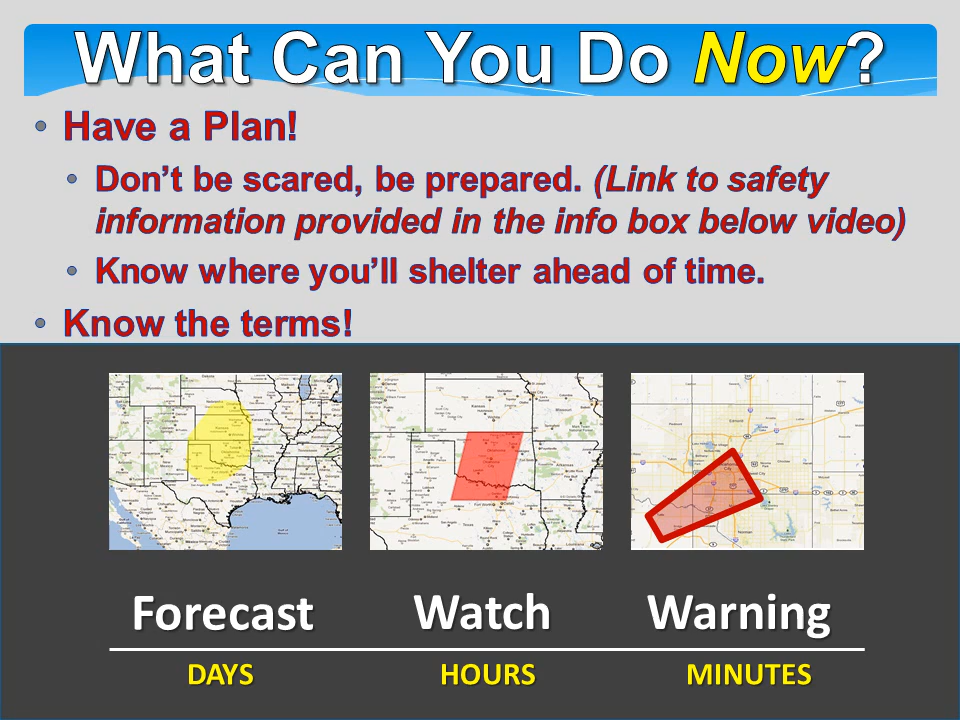 What Can You Do Now?
• Have a Plan!
• Don't be scared, be prepared. (Link to safety
information provided in the info box below video)
• Know where you'll shelter ahead of time.
• Know the terms!
Forecast Watch Warning
DAYS HOURS MINUTES